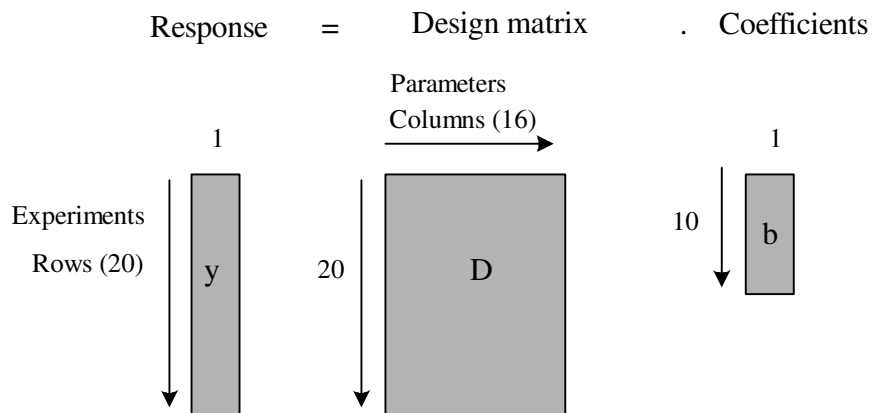 Response = Design matrix . Coefficients
Parameters
Columns (16)
1
1
Experiments
Rows (20)
y
20
D
10
b